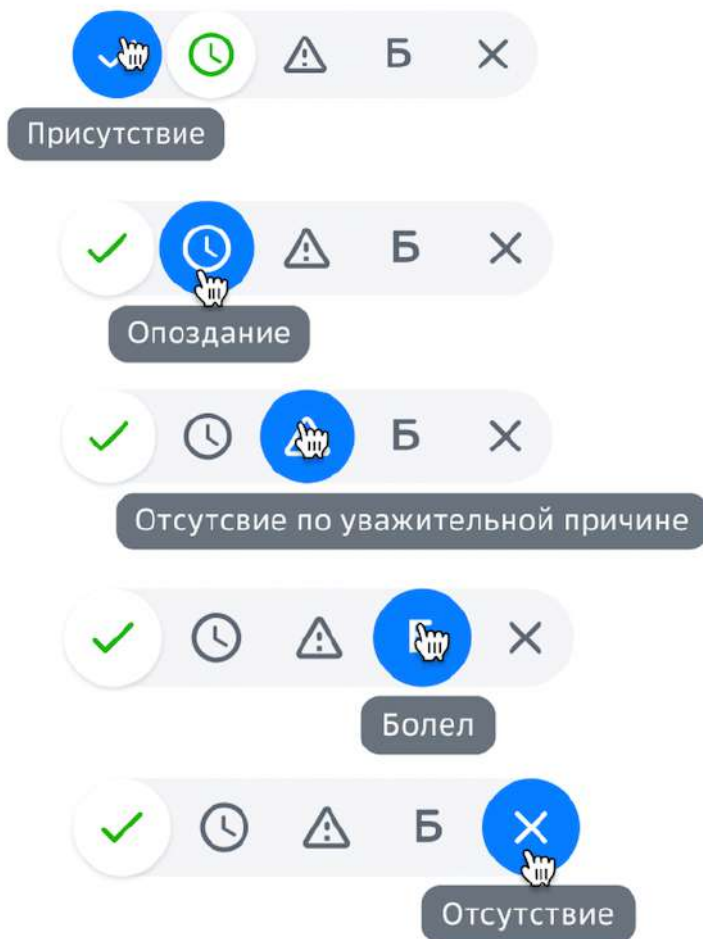 Б
Присутствие
Б
Опоздание
Б
Отсутсвие по уважительной причине
Болел
Б
Отсутствие